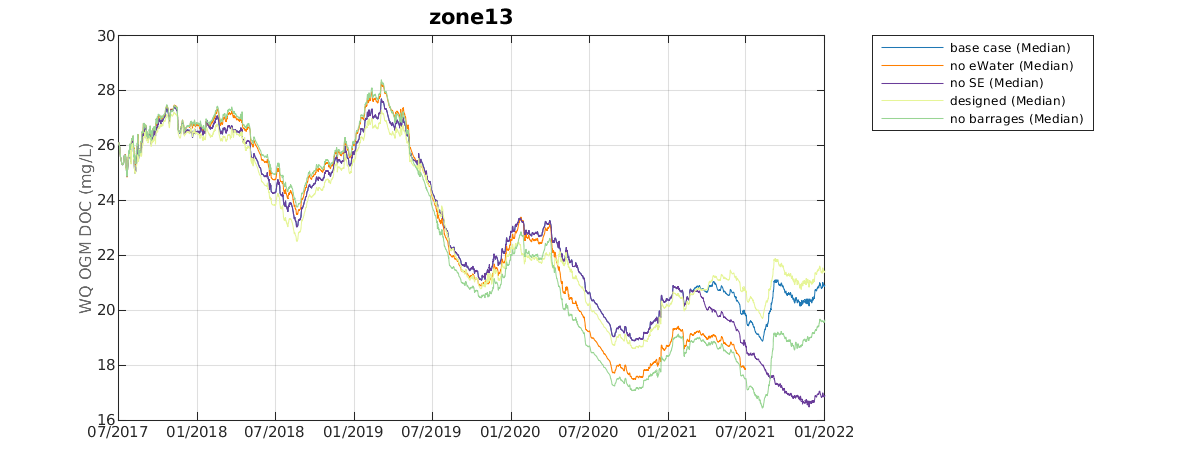 zone13
30
28
26
24
22
20
18
16
WQ OGM DOC (mg/L)
07/2017 01/2018 07/2018 01/2019 07/2019 01/2020 07/2020 01/2021 07/2021 01/2022
base case (Median)
no eWater (Median)
no SE (Median)
designed (Median)
no barrages (Median)